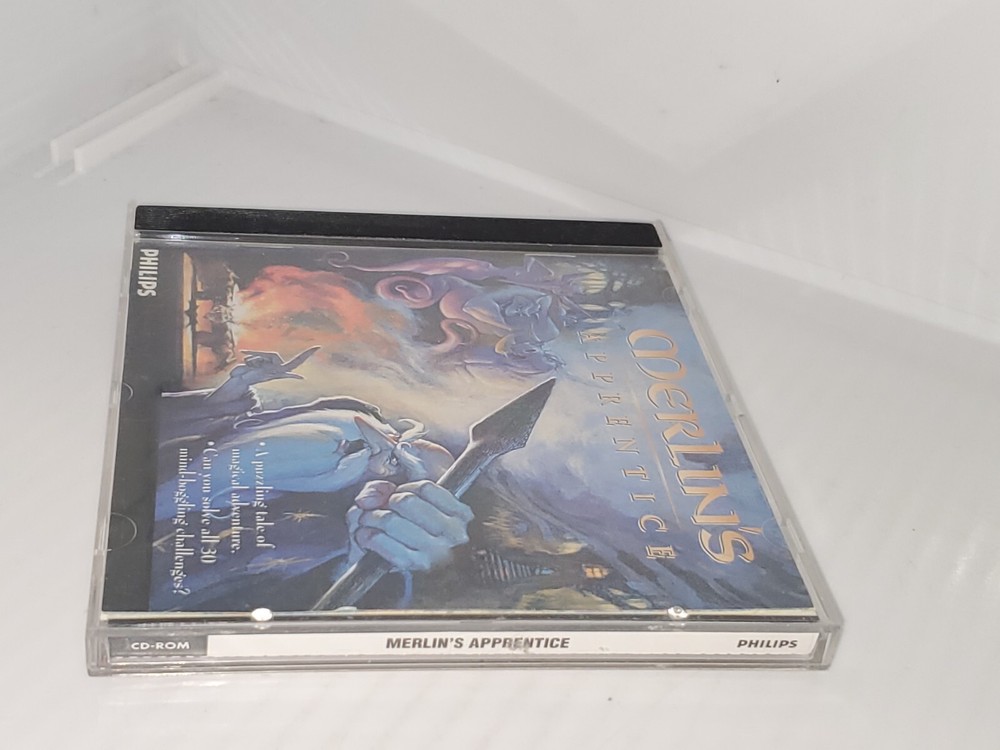 MERLIN'S
APPRENTICE
• A puzzling tale of
magical adventure.
• Can you solve all 30
mind-boggling challenges?
PHILIPS
CD-ROM
MERLIN'S APPRENTICE
PHILIPS